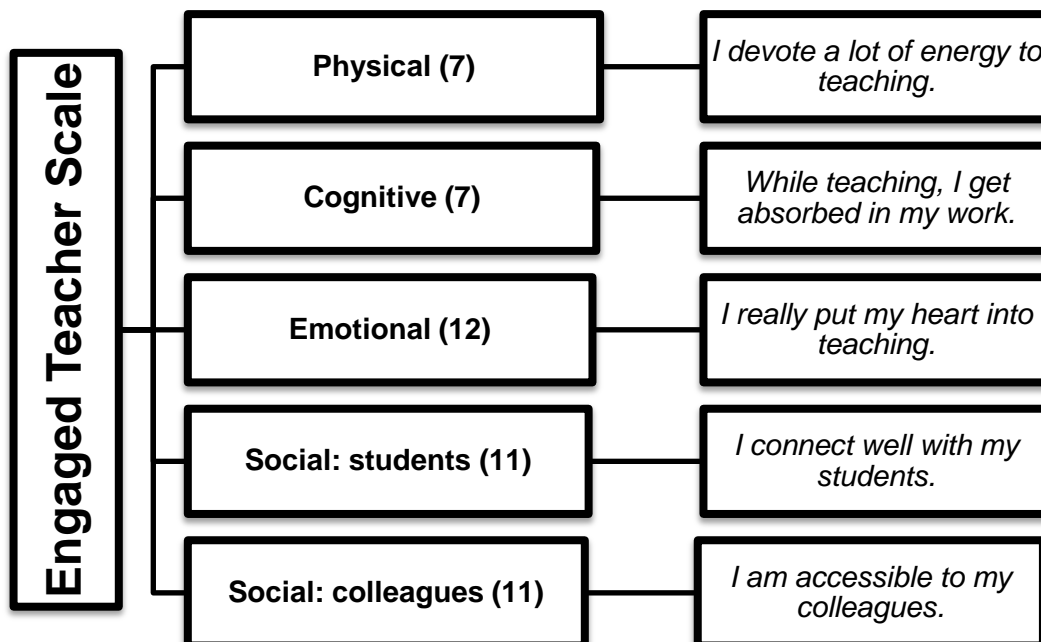 Engaged Teacher Scale
Physical (7)
I devote a lot of energy to
teaching.
Cognitive (7)
While teaching, I get
absorbed in my work.
Emotional (12)
I really put my heart into
teaching.
Social: students (11)
I connect well with my
students.
Social: colleagues (11)
I am accessible to my
colleagues.